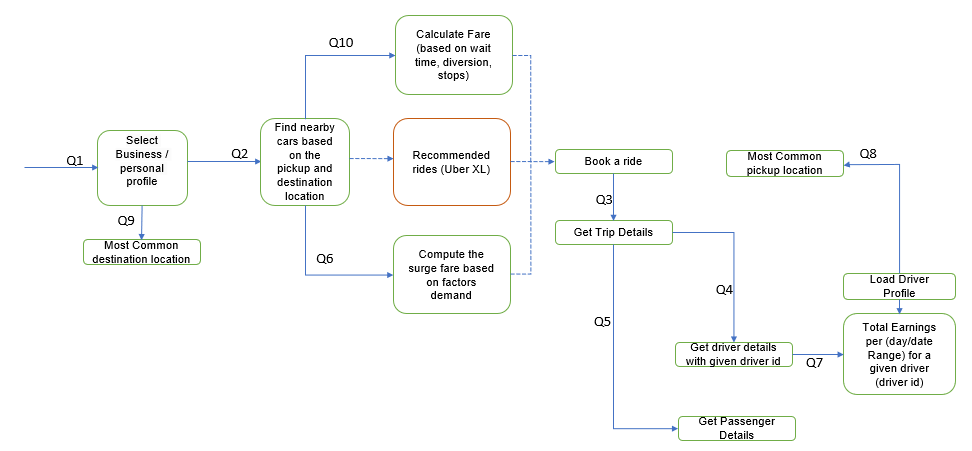 Q1
Select
Business /
personal
profile
Q9
Most Common
destination location
Q2
Find nearby
cars based
on the
pickup and
destination
location
Q10
Calculate Fare
(based on wait
time, diversion,
stops)
Recommended
rides (Uber XL)
Q6
Compute the
surge fare based
on factors
demand
Book a ride
Q3
Get Trip Details
Q4
Q5
Get driver details
with given driver id
Get Passenger
Details
Q7
Most Common
pickup location
Q8
Load Driver
Profile
Total Earnings
per (day/date
Range) for a
given driver
(driver id)